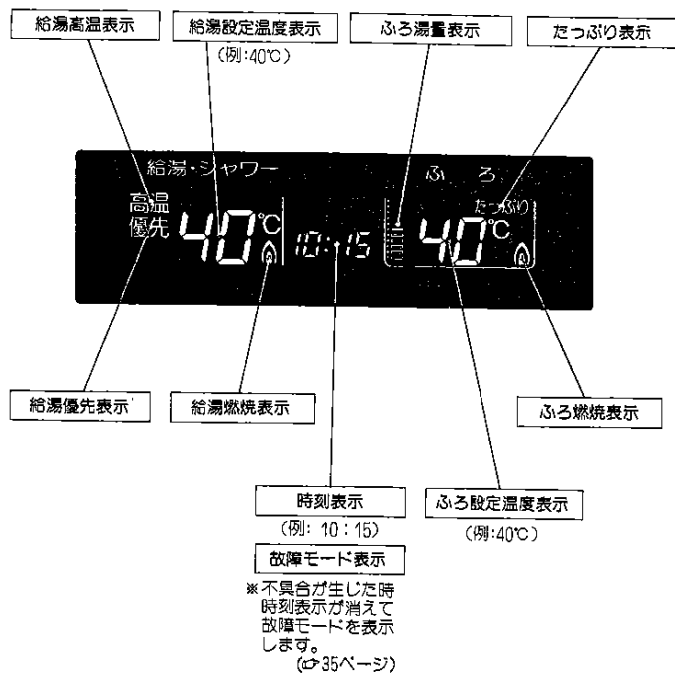 給湯高温表示
給湯設定温度表示
(例:40℃)
ふろ湯量表示
たっぷり表示
給湯・シャワー
ふろ
高温
優先
40℃
10:15
たっぷり
40℃
給湯優先表示
給湯燃焼表示
ふろ燃焼表示
時刻表示
(例: 10:15)
ふろ設定温度表示
(例:40℃)
故障モード表示
※不具合が生じた時
時刻表示が消えて
故障モードを表示
します。
(☞35ページ)